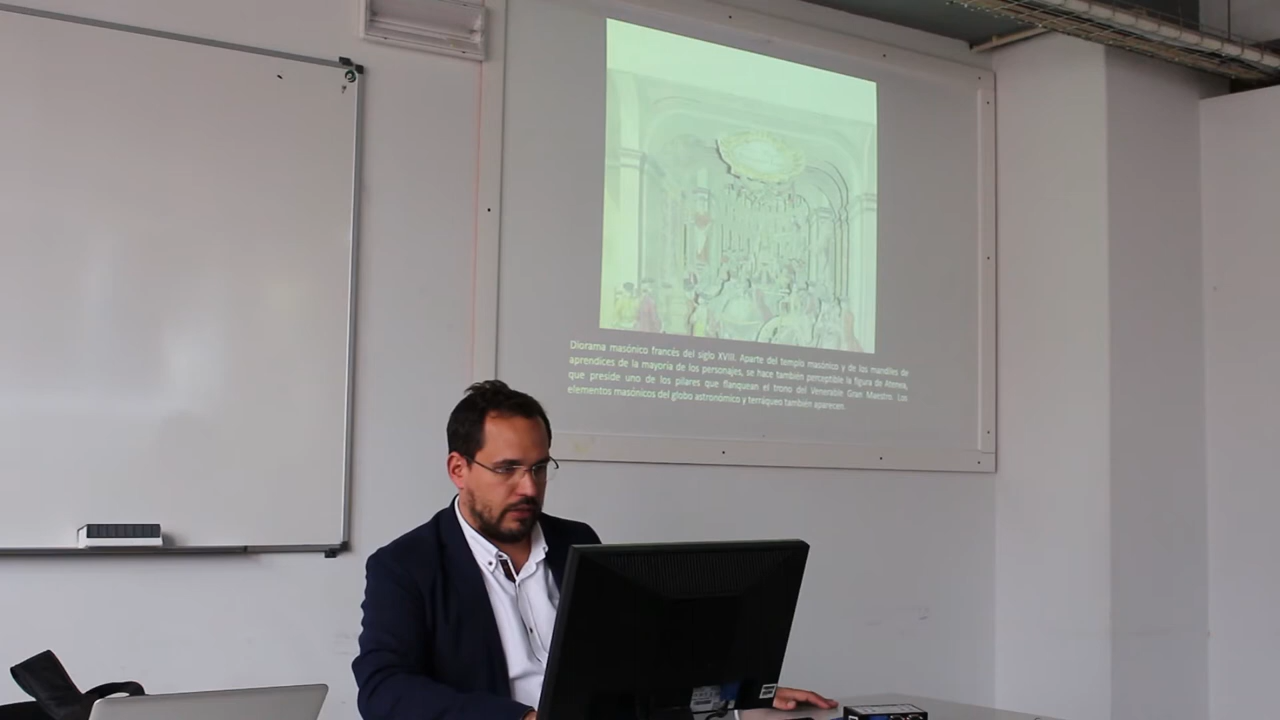 Diorama masónico francés del siglo XVIII. Aparte del templo masónico y de los mandiles de
aprendices de la mayoría de los personajes, se hace también perceptible la figura de Atenea,
que preside uno de los pilares que flanquean el trono del Venerable Gran Maestro. Los
elementos masónicos del globo astronómico y terráqueo también aparecen.